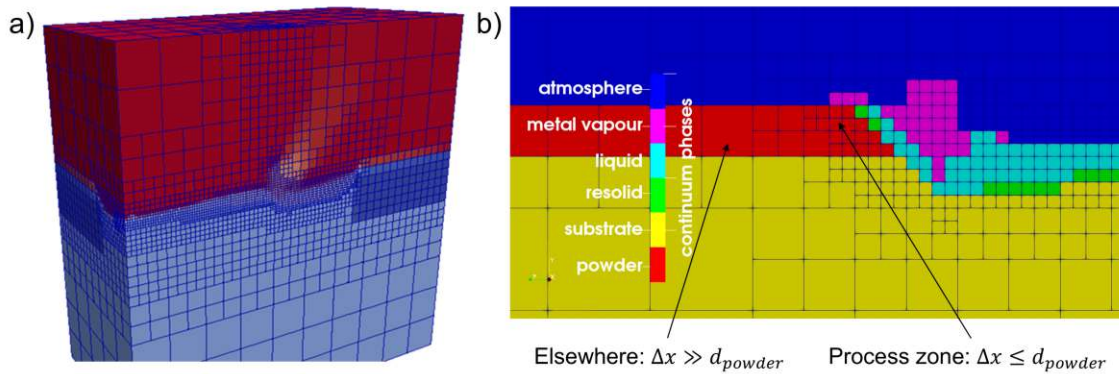 a)
b)
atmosphere
metal vapour
liquid
resolid
substrate
powder
continuum phases
Elsewhere: Δx ≫ d_powder
Process zone: Δx ≤ d_powder